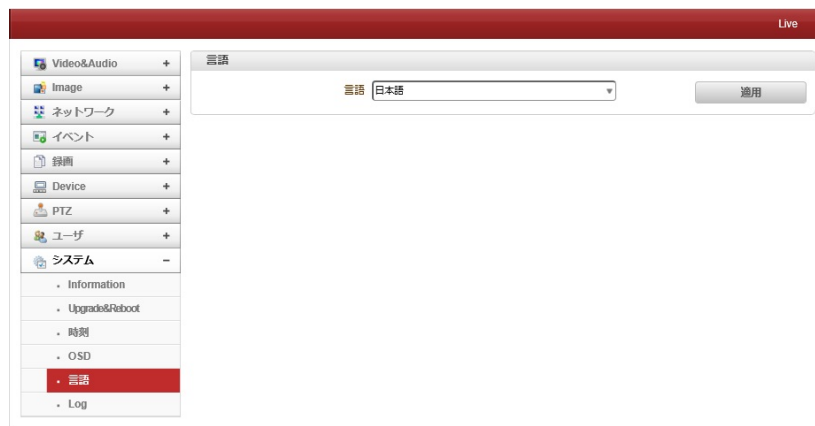 Live
Video&Audio +
Image +
ネットワーク +
イベント +
録画 +
Device +
PTZ +
ユーザ +
システム −
Information
Upgrade&Reboot
時刻
OSD
言語
Log
言語
言語 日本語 適用